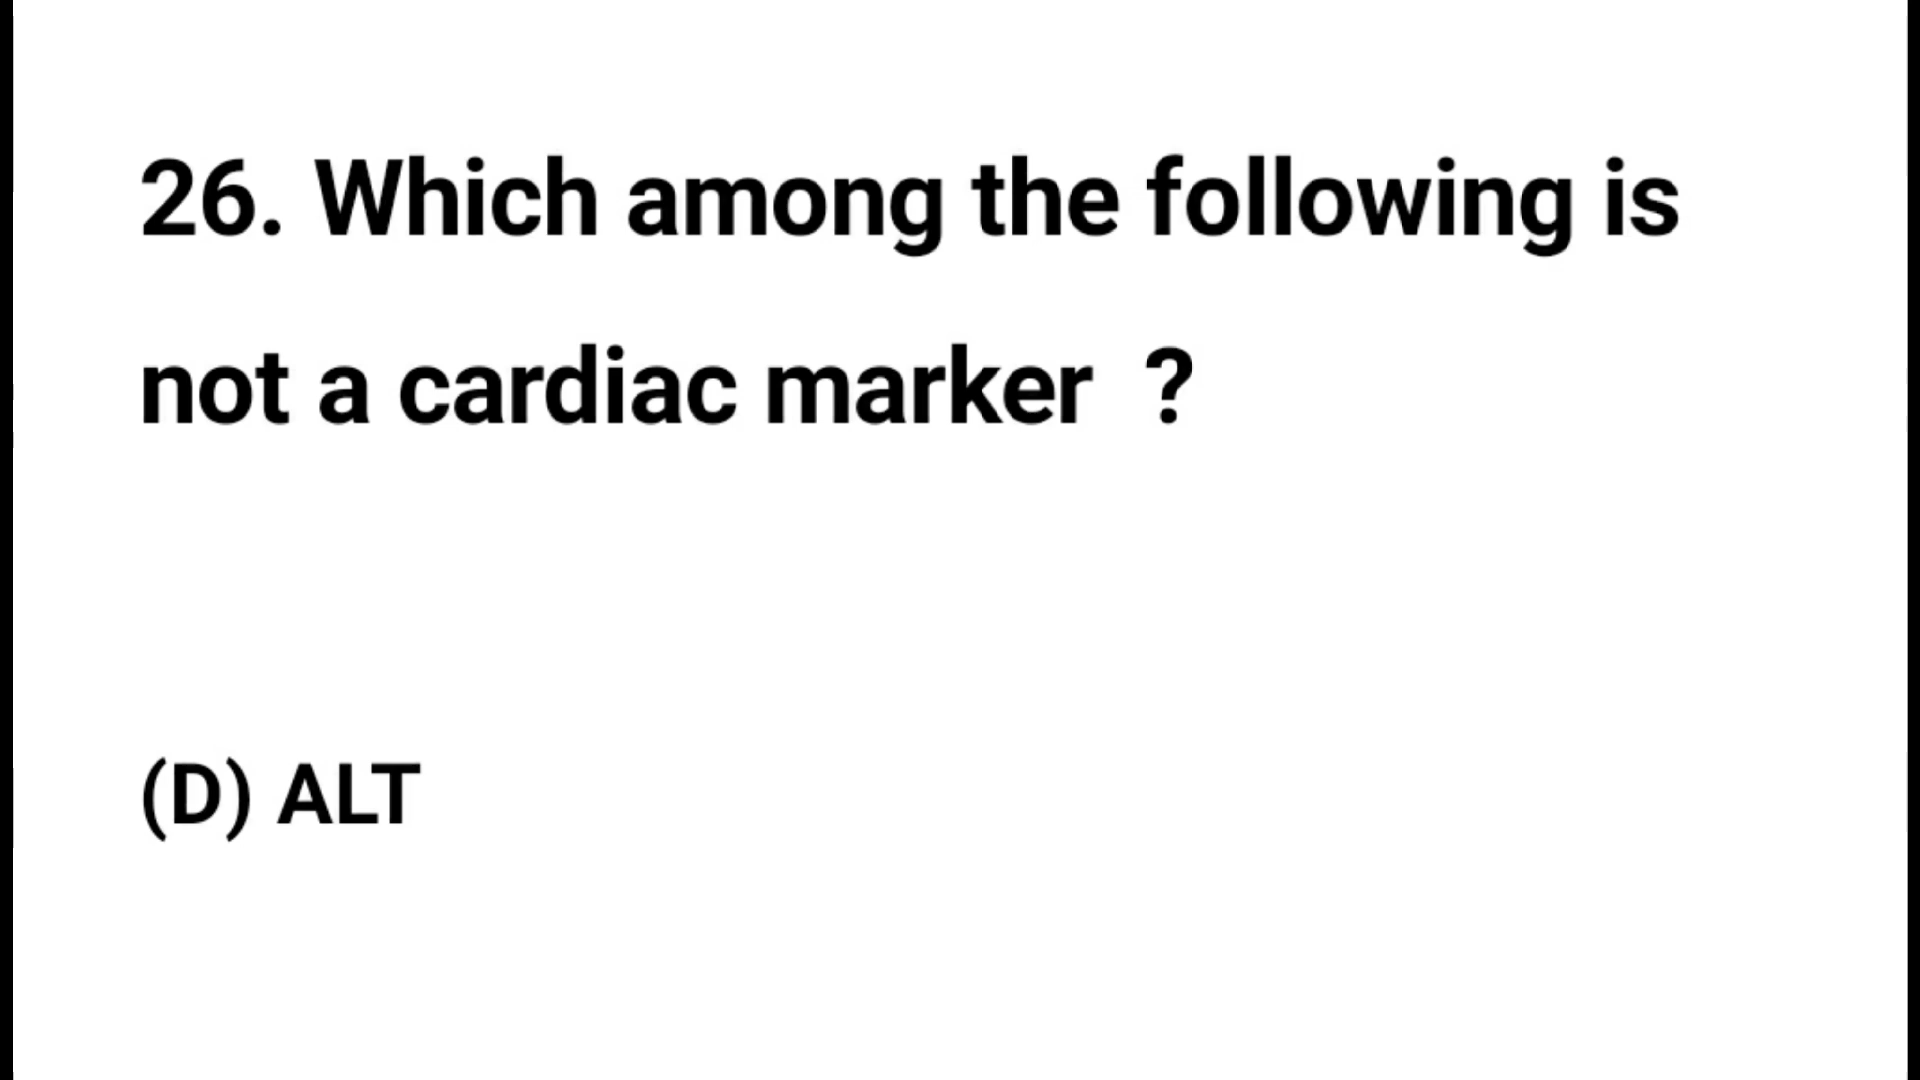 26. Which among the following is
not a cardiac marker ?
(D) ALT